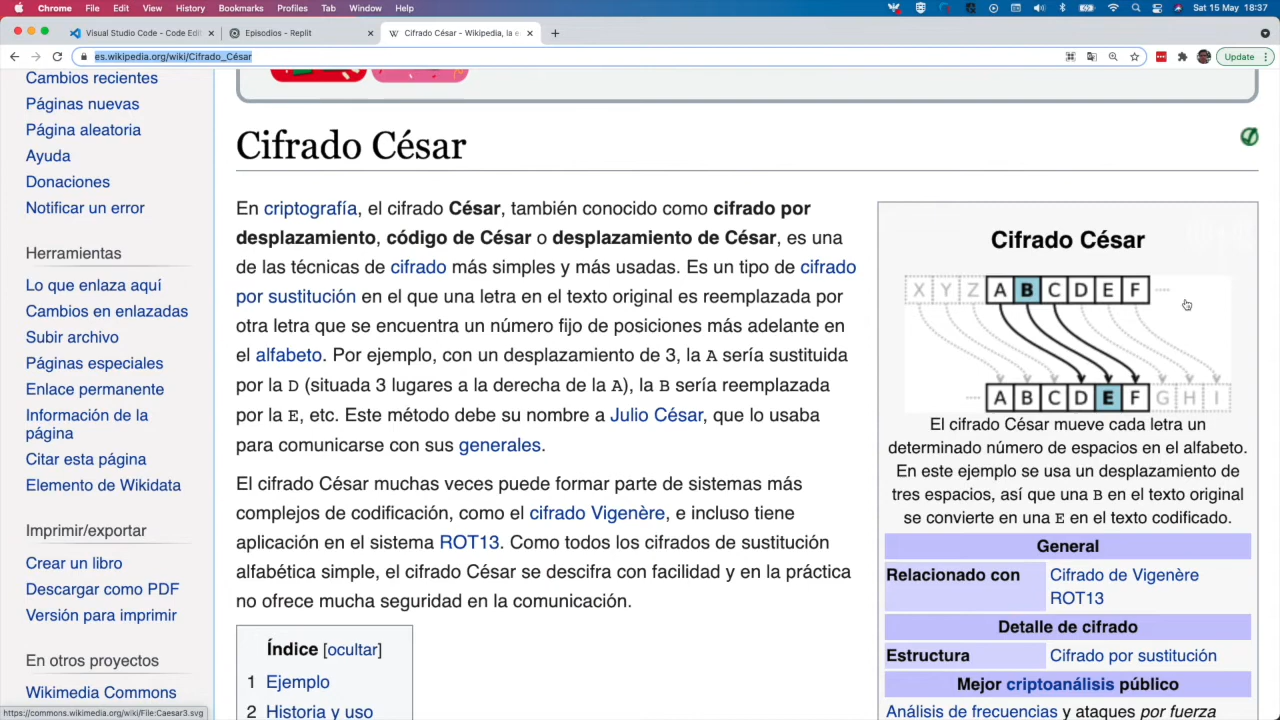 Chrome File Edit View History Bookmarks Profiles Tab Window Help Sat 15 May 18:37
Visual Studio Code - Code Edit Episodios - Replit Cifrado César - Wikipedia, la e
es.wikipedia.org/wiki/Cifrado_César Update
Cambios recientes
Páginas nuevas
Página aleatoria
Ayuda
Donaciones
Notificar un error
Herramientas
Lo que enlaza aquí
Cambios en enlazadas
Subir archivo
Páginas especiales
Enlace permanente
Información de la
página
Citar esta página
Elemento de Wikidata
Imprimir/exportar
Crear un libro
Descargar como PDF
Versión para imprimir
En otros proyectos
Wikimedia Commons
https://commons.wikimedia.org/wiki/File:Caesar3.svg
Cifrado César
En criptografía, el cifrado César, también conocido como cifrado por
desplazamiento, código de César o desplazamiento de César, es una
de las técnicas de cifrado más simples y más usadas. Es un tipo de cifrado
por sustitución en el que una letra en el texto original es reemplazada por
otra letra que se encuentra un número fijo de posiciones más adelante en
el alfabeto. Por ejemplo, con un desplazamiento de 3, la A sería sustituida
por la D (situada 3 lugares a la derecha de la A), la B sería reemplazada
por la E, etc. Este método debe su nombre a Julio César, que lo usaba
para comunicarse con sus generales.
El cifrado César muchas veces puede formar parte de sistemas más
complejos de codificación, como el cifrado Vigenère, e incluso tiene
aplicación en el sistema ROT13. Como todos los cifrados de sustitución
alfabética simple, el cifrado César se descifra con facilidad y en la práctica
no ofrece mucha seguridad en la comunicación.
Índice [ocultar]
1 Ejemplo
2 Historia y uso
Cifrado César
X Y Z A B C D E F ...
... A B C D E F G H I
El cifrado César mueve cada letra un
determinado número de espacios en el alfabeto.
En este ejemplo se usa un desplazamiento de
tres espacios, así que una B en el texto original
se convierte en una E en el texto codificado.
General
Relacionado con Cifrado de Vigenère
ROT13
Detalle de cifrado
Estructura Cifrado por sustitución
Mejor criptoanálisis público
Análisis de frecuencias y ataques por fuerza